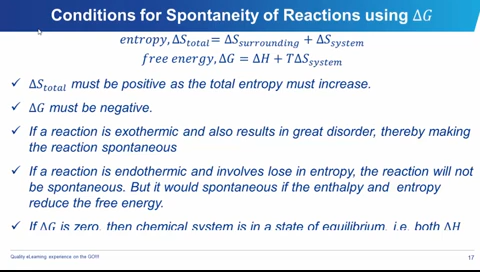 Conditions for Spontaneity of Reactions using ΔG
entropy, ΔS_total = ΔS_surrounding + ΔS_system
free energy, ΔG = ΔH + TΔS_system
✓ ΔS_total must be positive as the total entropy must increase.
✓ ΔG must be negative.
✓ If a reaction is exothermic and also results in great disorder, thereby making
the reaction spontaneous
✓ If a reaction is endothermic and involves lose in entropy, the reaction will not
be spontaneous. But it would spontaneous if the enthalpy and entropy
reduce the free energy.
✓ If ΔG is zero, then chemical system is in a state of equilibrium, i.e. both ΔH
Quality eLearning experience on the GO!!!
17